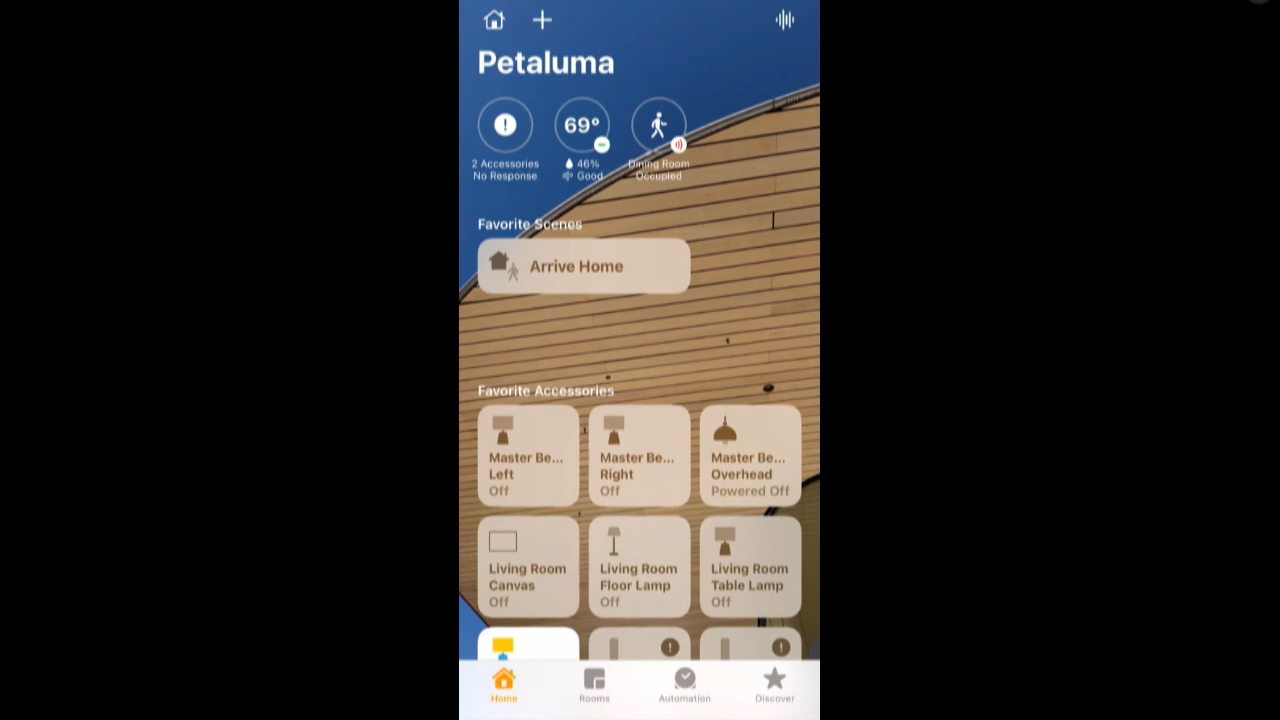 Petaluma
!
69°
2 Accessories
No Response
46%
Good
Dining Room
Occupied
Favorite Scenes
Arrive Home
Favorite Accessories
Master Be...
Left
Off
Master Be...
Right
Off
Master Be...
Overhead
Powered Off
Living Room
Canvas
Off
Living Room
Floor Lamp
Off
Living Room
Table Lamp
Off
!
!
Home
Rooms
Automation
Discover